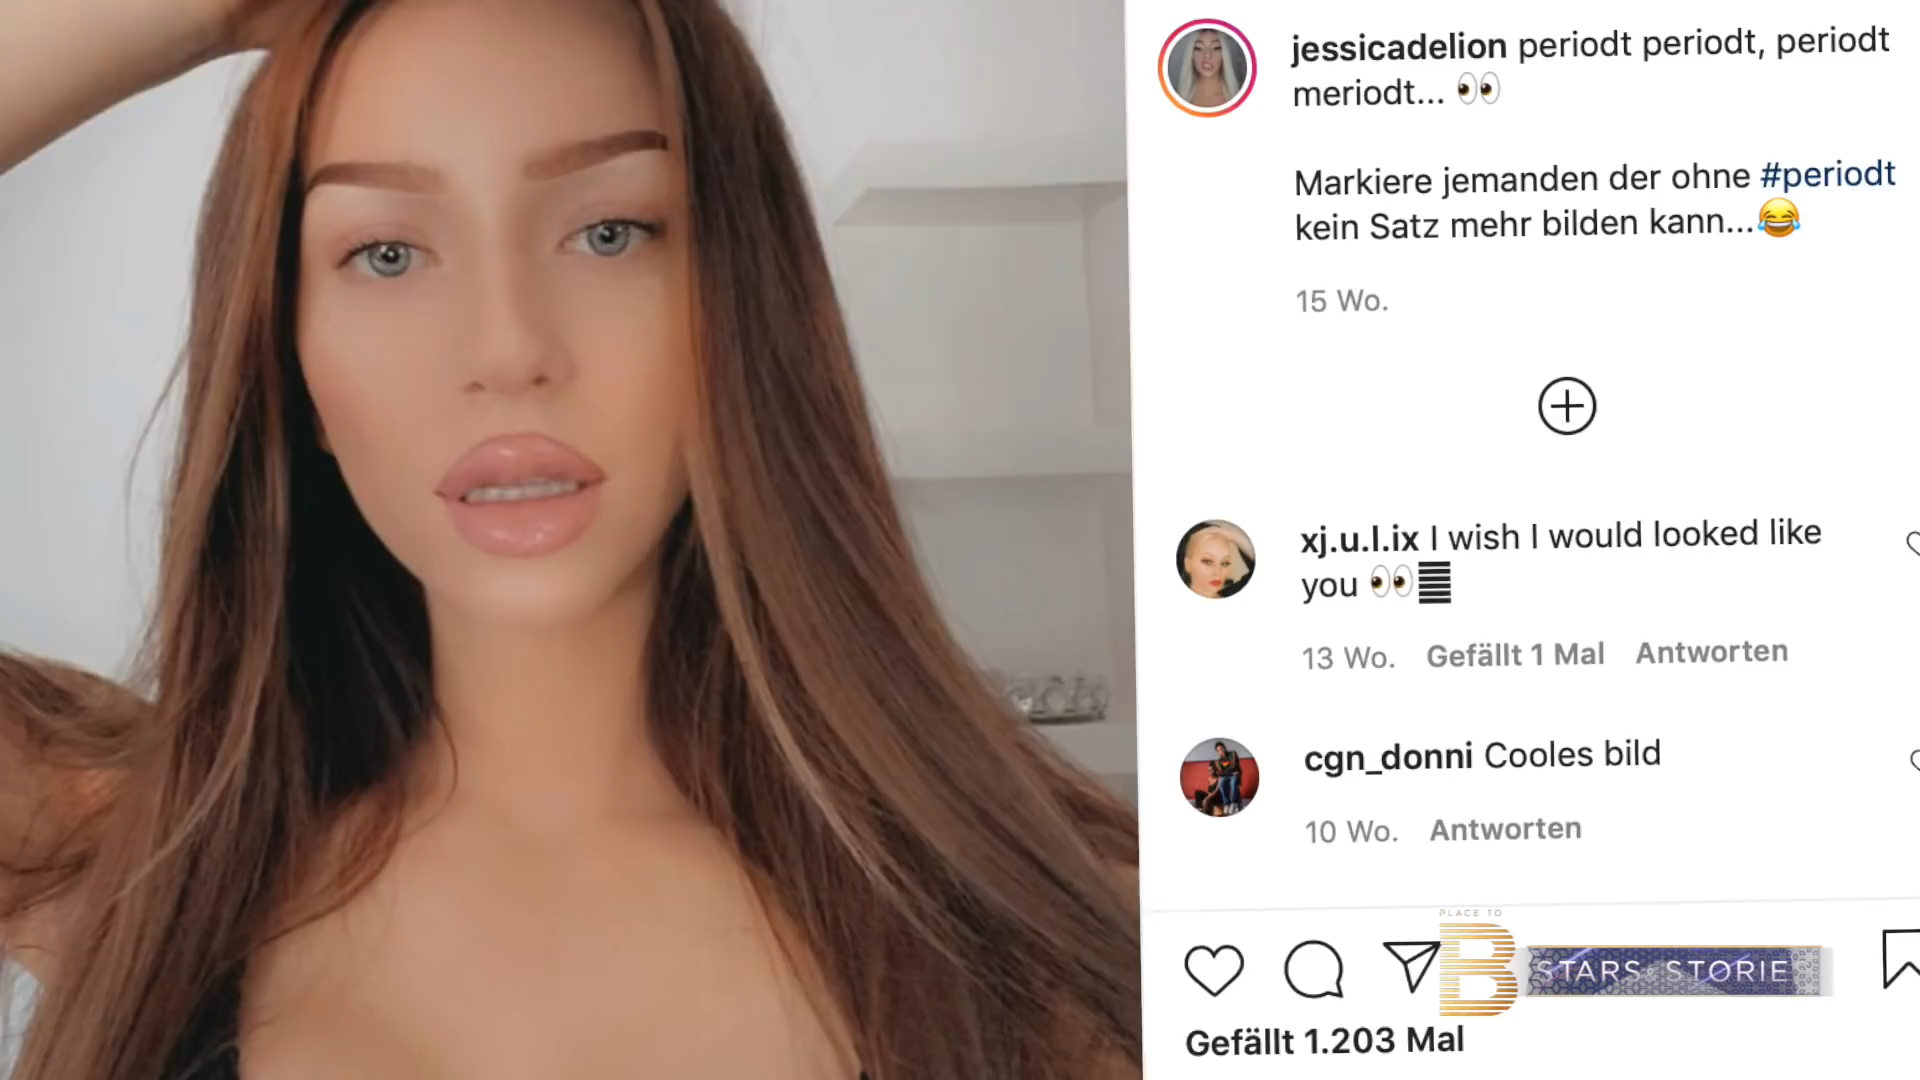 jessicadelion periodt periodt, periodt
meriodt... 👀
Markiere jemanden der ohne #periodt
kein Satz mehr bilden kann...😂
15 Wo.
xj.u.l.ix I wish I would looked like
you 👀
13 Wo. Gefällt 1 Mal Antworten
cgn_donni Cooles bild
10 Wo. Antworten
PLACE TO
B
STARS & STORIE
Gefällt 1.203 Mal